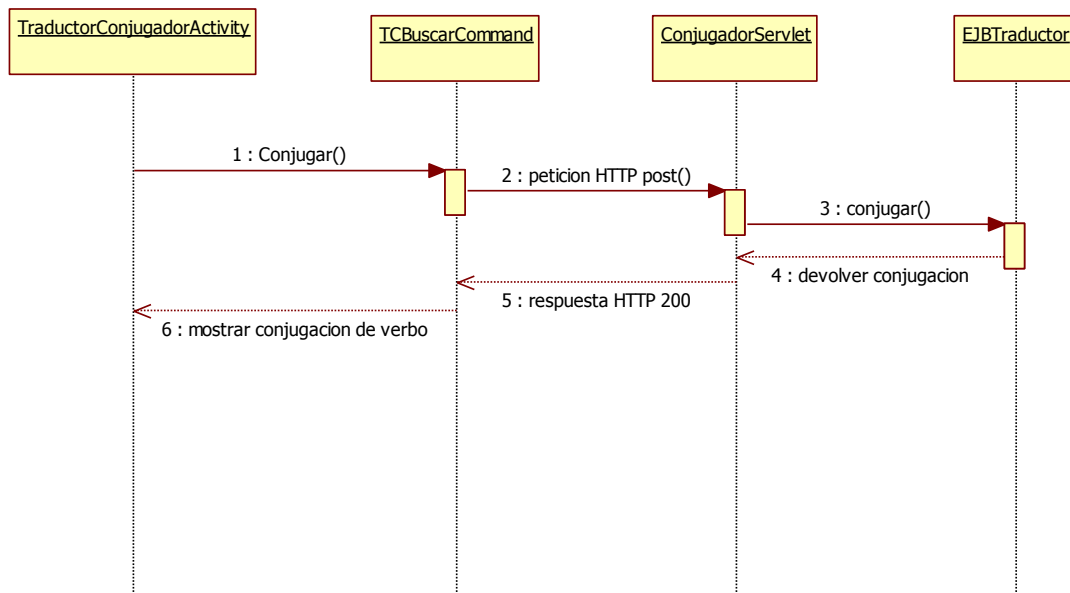 TraductorConjugadorActivity
TCBuscarCommand
ConjugadorServlet
EJBTraductor
1 : Conjugar()
2 : peticion HTTP post()
3 : conjugar()
4 : devolver conjugacion
5 : respuesta HTTP 200
6 : mostrar conjugacion de verbo